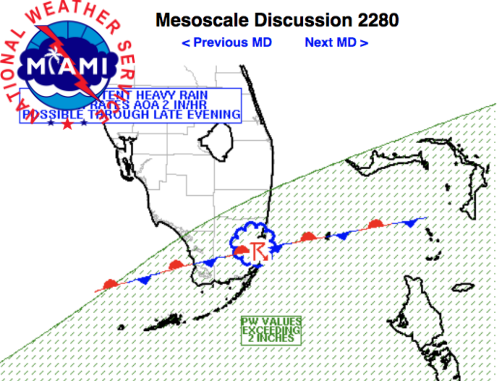 NATIONAL WEATHER SERVICE
MIAMI
Mesoscale Discussion 2280
< Previous MD Next MD >
TENT HEAVY RAIN
RATES AOA 2 IN/HR
POSSIBLE THROUGH LATE EVENING
PW VALUES
EXCEEDING
2 INCHES